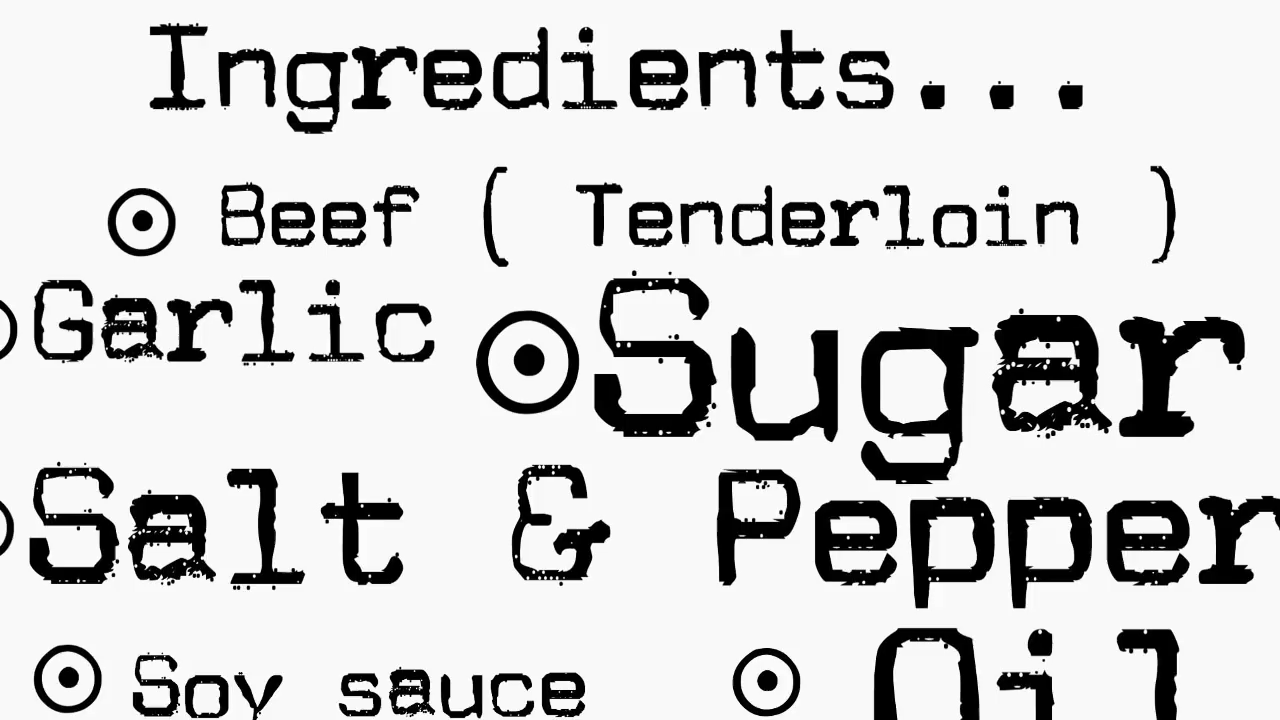 Ingredients...
Beef ( Tenderloin )
Garlic
Sugar
Salt & Pepper
Soy sauce
Oil